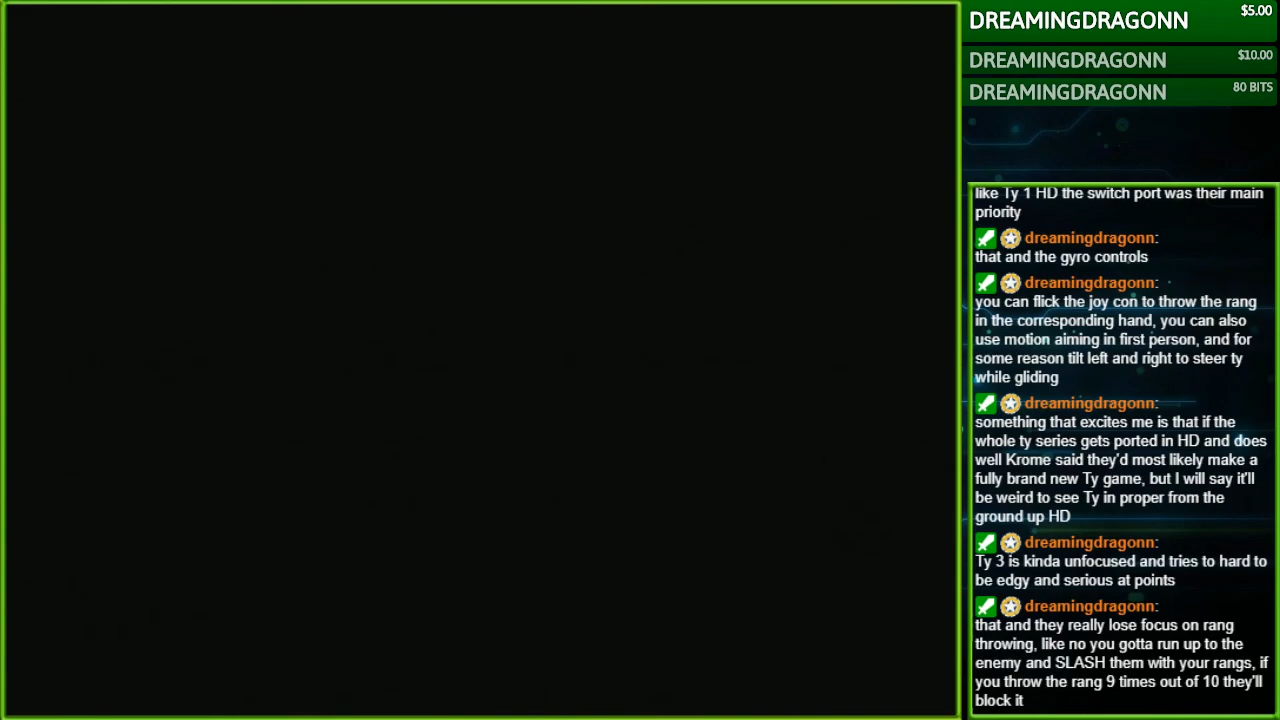 DREAMINGDRAGONN $5.00
DREAMINGDRAGONN $10.00
DREAMINGDRAGONN 80 BITS
like Ty 1 HD the switch port was their main
priority
dreamingdragonn:
that and the gyro controls
dreamingdragonn:
you can flick the joy con to throw the rang
in the corresponding hand, you can also
use motion aiming in first person, and for
some reason tilt left and right to steer ty
while gliding
dreamingdragonn:
something that excites me is that if the
whole ty series gets ported in HD and does
well Krome said they'd most likely make a
fully brand new Ty game, but I will say it'll
be weird to see Ty in proper from the
ground up HD
dreamingdragonn:
Ty 3 is kinda unfocused and tries to hard to
be edgy and serious at points
dreamingdragonn:
that and they really lose focus on rang
throwing, like no you gotta run up to the
enemy and SLASH them with your rangs, if
you throw the rang 9 times out of 10 they'll
block it